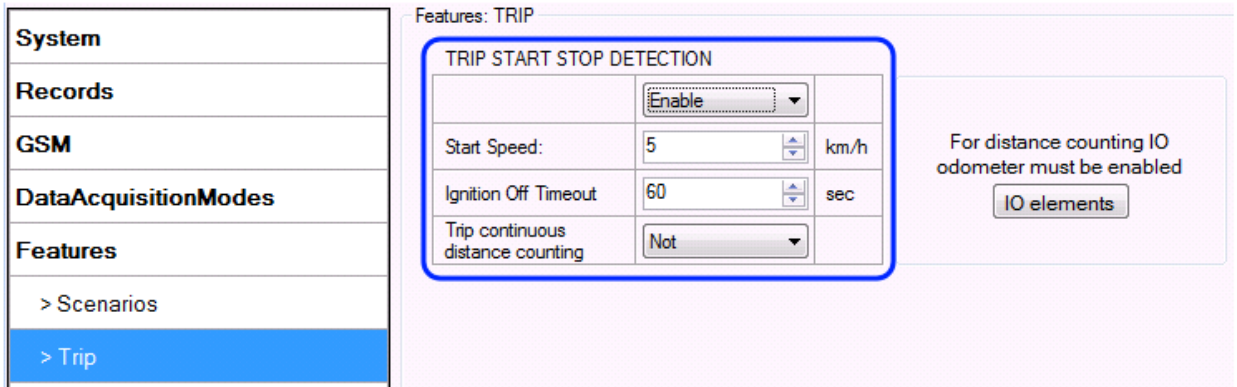 System
Records
GSM
DataAcquisitionModes
Features
> Scenarios
> Trip
Features: TRIP
TRIP START STOP DETECTION
Enable
Start Speed: 5 km/h
Ignition Off Timeout 60 sec
Trip continuous
distance counting Not
For distance counting IO
odometer must be enabled
IO elements